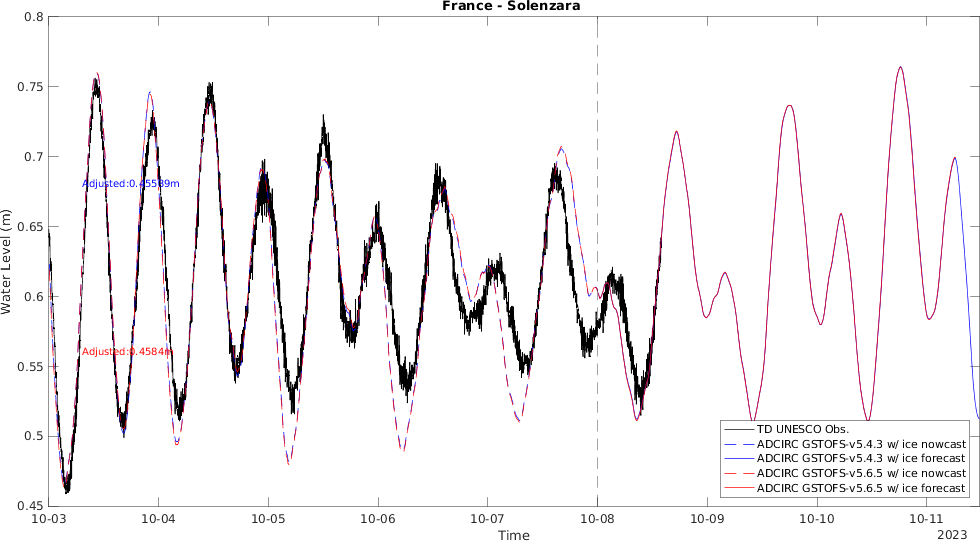 France - Solenzara
0.8
0.75
0.7
0.65
0.6
0.55
0.5
0.45
Water Level (m)
Adjusted:0.45589m
Adjusted:0.4584m
TD UNESCO Obs.
ADCIRC GSTOFS-v5.4.3 w/ ice nowcast
ADCIRC GSTOFS-v5.4.3 w/ ice forecast
ADCIRC GSTOFS-v5.6.5 w/ ice nowcast
ADCIRC GSTOFS-v5.6.5 w/ ice forecast
10-03 10-04 10-05 10-06 10-07 10-08 10-09 10-10 10-11
Time
2023